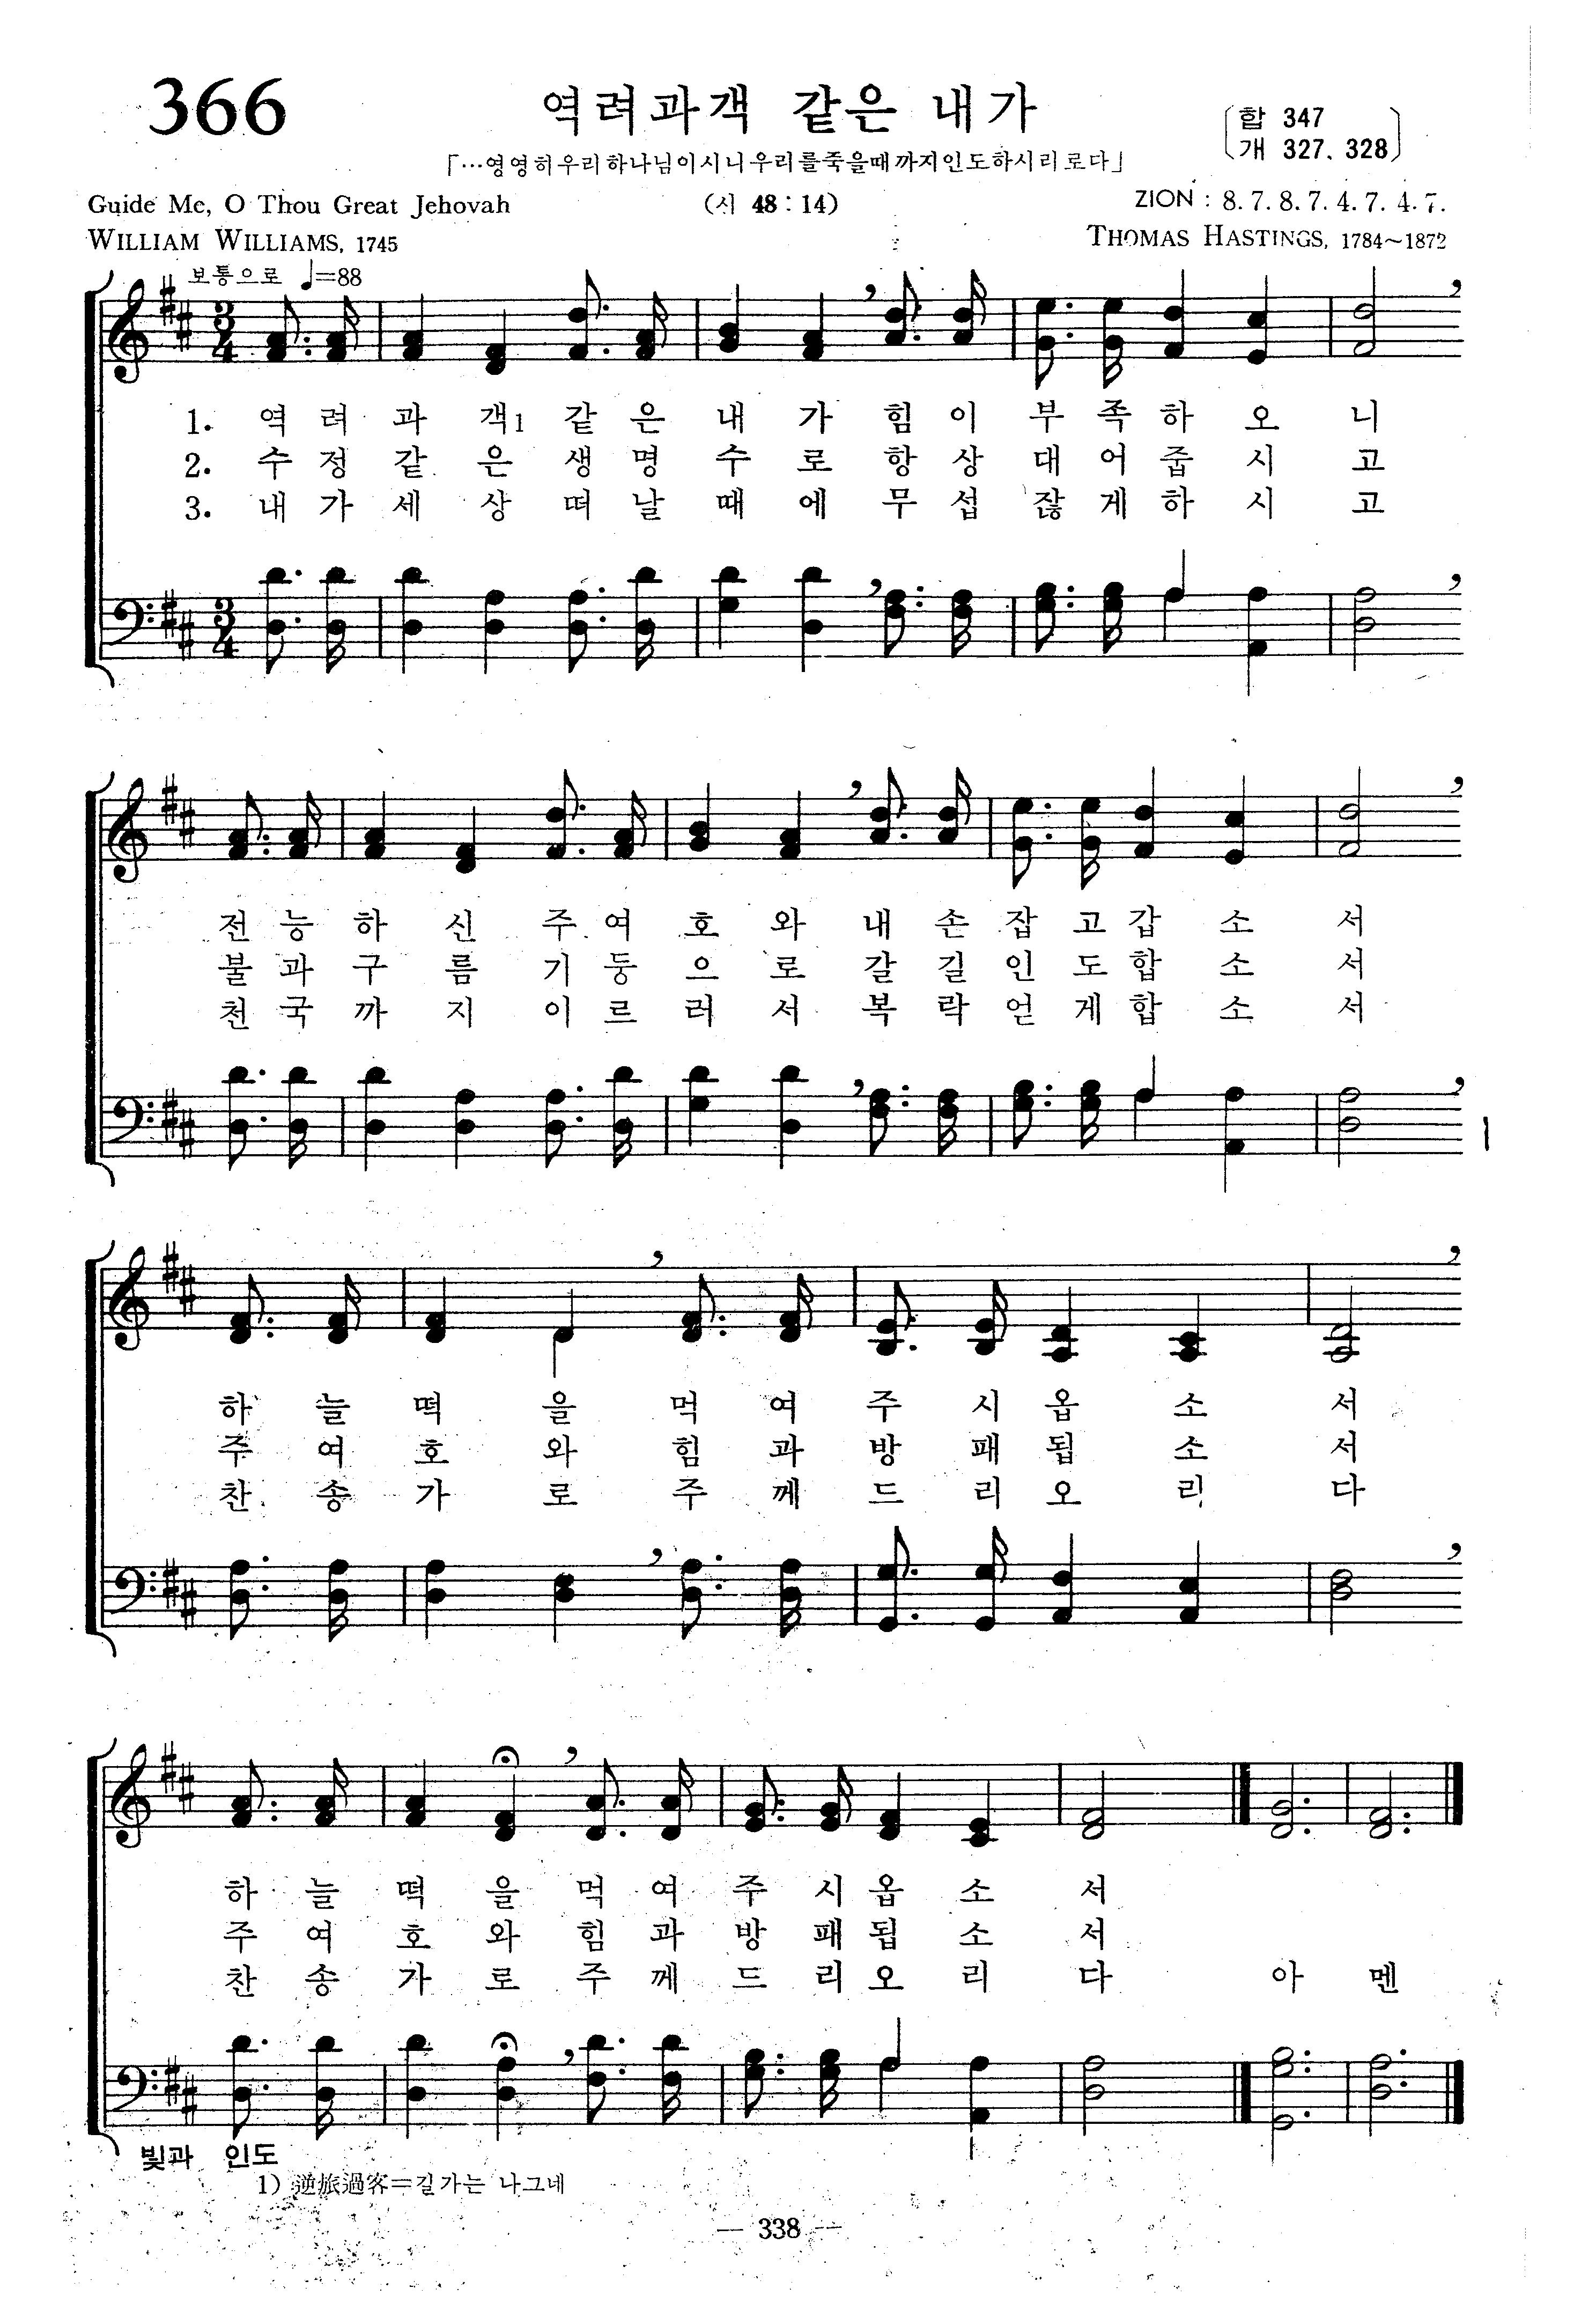 366
역려과객 같은 내가
합 347
개 327, 328
「…영영히우리하나님이시니우리를죽을때까지인도하시리로다」
Guide Me, O Thou Great Jehovah
(시 48 : 14)
ZION : 8. 7. 8. 7. 4. 7. 4. 7.
WILLIAM WILLIAMS, 1745
THOMAS HASTINGS, 1784~1872
보통으로 ♩=88
3 4
1. 역 려 과 객1 같 은 내 가 힘 이 부 족 하 오 니
2. 수 정 같 은 생 명 수 로 항 상 대 어 줍 시 고
3. 내 가 세 상 떠 날 때 에 무 섭 잖 게 하 시 고
3 4
전 능 하 신 주 여 호 와 내 손 잡 고 갑 소 서
불 과 구 름 기 둥 으 로 갈 길 인 도 합 소 서
천 국 까 지 이 르 러 서 복 락 얻 게 합 소 서
하 늘 떡 을 먹 여 주 시 옵 소 서
주 여 호 와 힘 과 방 패 됩 소 서
찬 송 가 로 주 께 드 리 오 리 다
하 늘 떡 을 먹 여 주 시 옵 소 서
주 여 호 와 힘 과 방 패 됩 소 서
찬 송 가 로 주 께 드 리 오 리 다 아 멘
빛과 인도
1) 逆旅過客=길가는 나그네
— 338 —